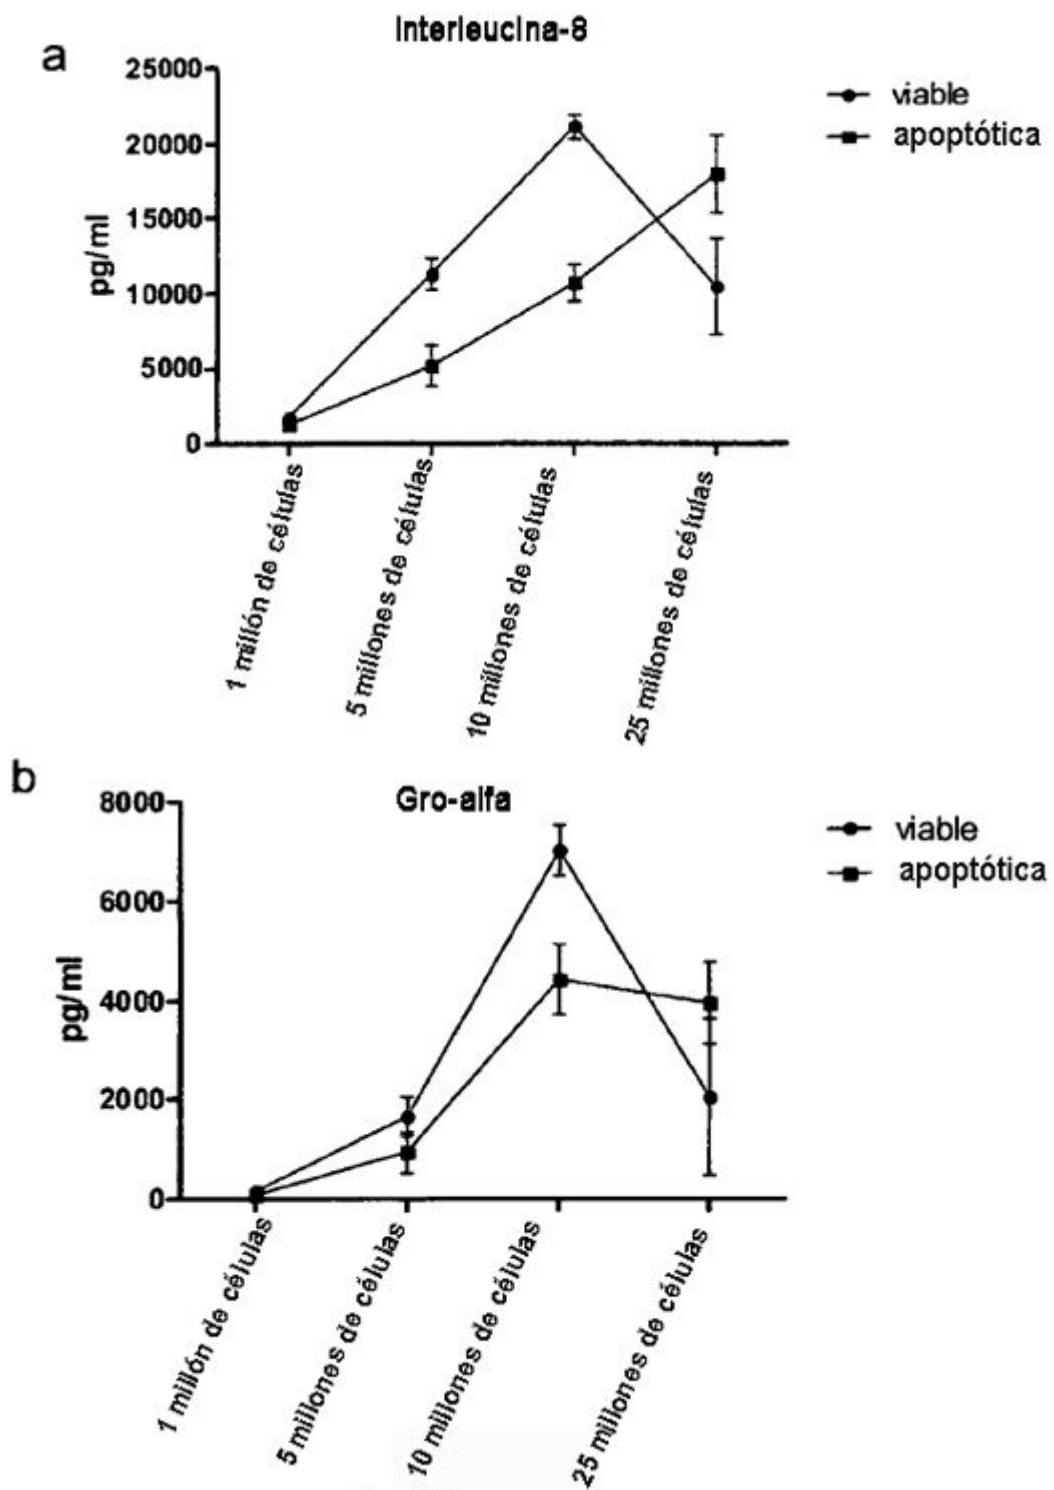 a
Interleucina-8
25000
20000
15000
10000
5000
0
pg/ml
viable
apoptótica
1 millón de células
5 millones de células
10 millones de células
25 millones de células
b
Gro-alfa
8000
6000
4000
2000
0
pg/ml
viable
apoptótica
1 millón de células
5 millones de células
10 millones de células
25 millones de células